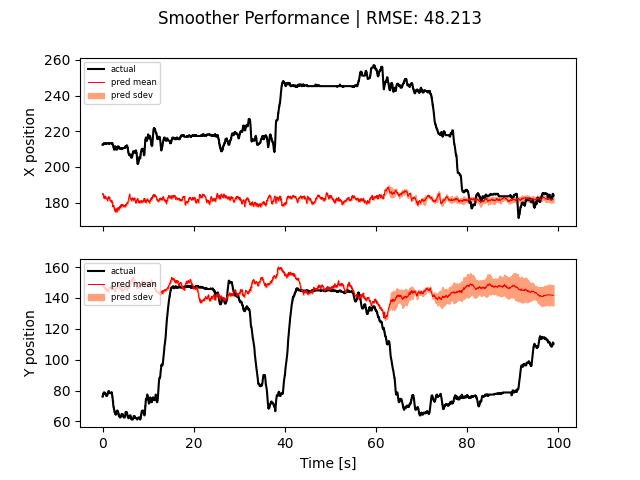 Smoother Performance | RMSE: 48.213
260
240
220
200
180
X position
actual
pred mean
pred sdev
160
140
120
100
80
60
Y position
actual
pred mean
pred sdev
0 20 40 60 80 100
Time [s]